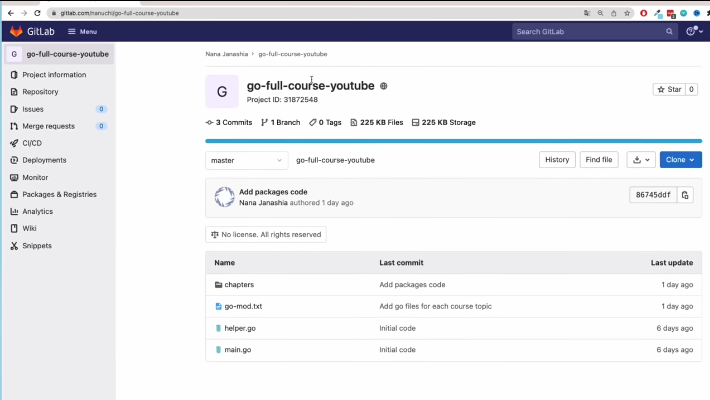 gitlab.com/nanuchi/go-full-course-youtube
GitLab
Menu
Search GitLab
G go-full-course-youtube
Project information
Repository
Issues 0
Merge requests 0
CI/CD
Deployments
Monitor
Packages & Registries
Analytics
Wiki
Snippets
Nana Janashia > go-full-course-youtube
G
go-full-course-youtube
Project ID: 31872548
Star 0
3 Commits 1 Branch 0 Tags 225 KB Files 225 KB Storage
master
go-full-course-youtube
History
Find file
Clone
Add packages code
Nana Janashia authored 1 day ago
86745ddf
No license. All rights reserved
Name Last commit Last update
chapters Add packages code 1 day ago
go-mod.txt Add go files for each course topic 1 day ago
helper.go Initial code 6 days ago
main.go Initial code 6 days ago